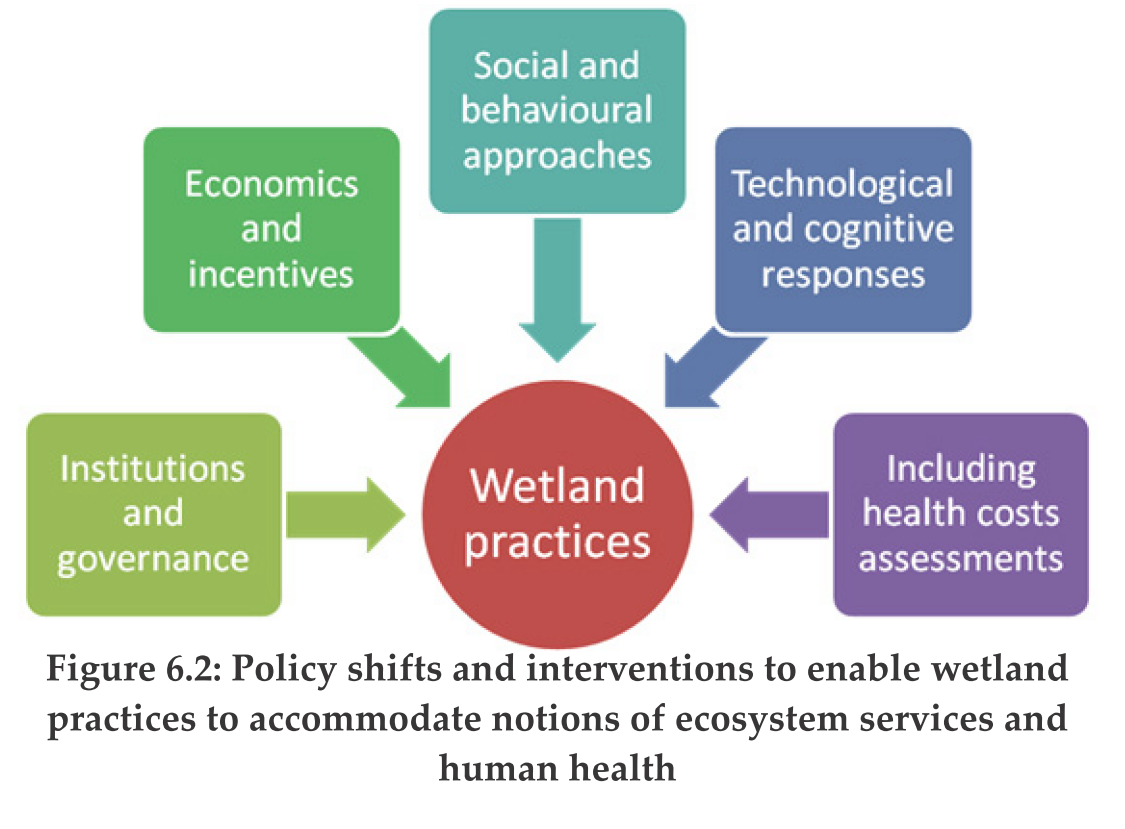 Social and
behavioural
approaches
Economics
and
incentives
Technological
and cognitive
responses
Institutions
and
governance
Wetland
practices
Including
health costs
assessments
Figure 6.2: Policy shifts and interventions to enable wetland
practices to accommodate notions of ecosystem services and
human health